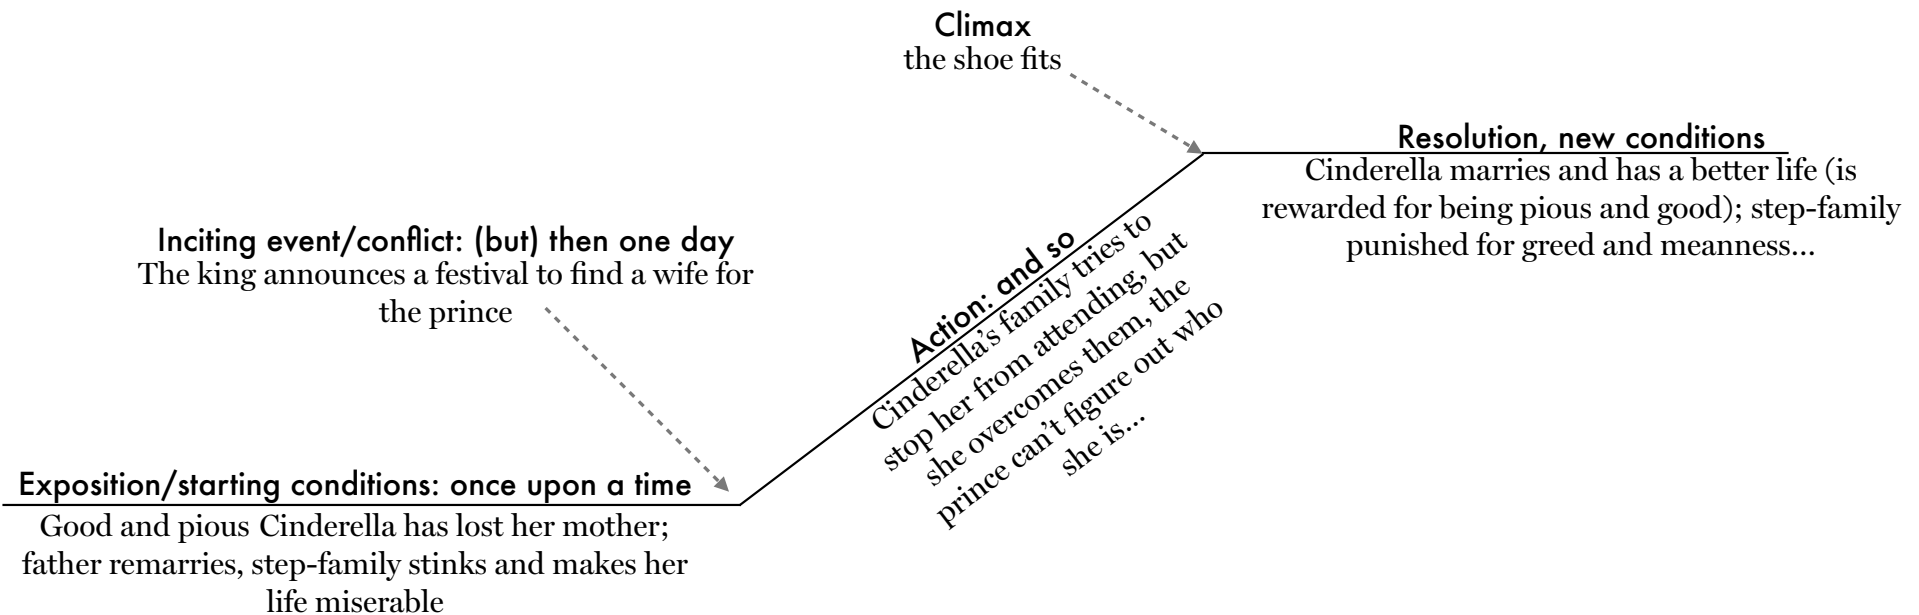 Climax
the shoe fits
Resolution, new conditions
Cinderella marries and has a better life (is
rewarded for being pious and good); step-family
punished for greed and meanness...
Inciting event/conflict: (but) then one day
The king announces a festival to find a wife for
the prince
Action: and so
Cinderella’s family tries to
stop her from attending, but
she overcomes them, the
prince can’t figure out who
she is...
Exposition/starting conditions: once upon a time
Good and pious Cinderella has lost her mother;
father remarries, step-family stinks and makes her
life miserable